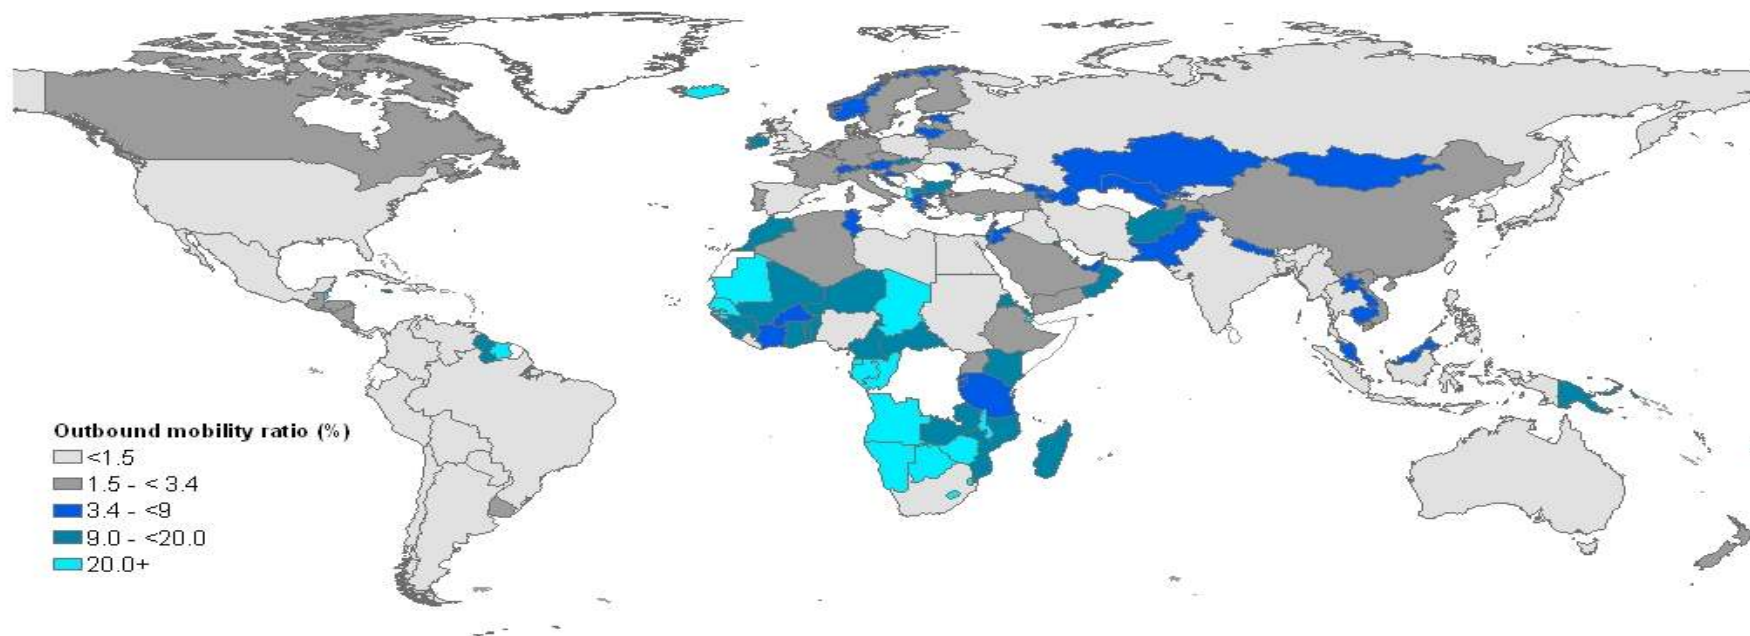 Outbound mobility ratio (%)
<1.5
1.5 - < 3.4
3.4 - <9
9.0 - <20.0
20.0+